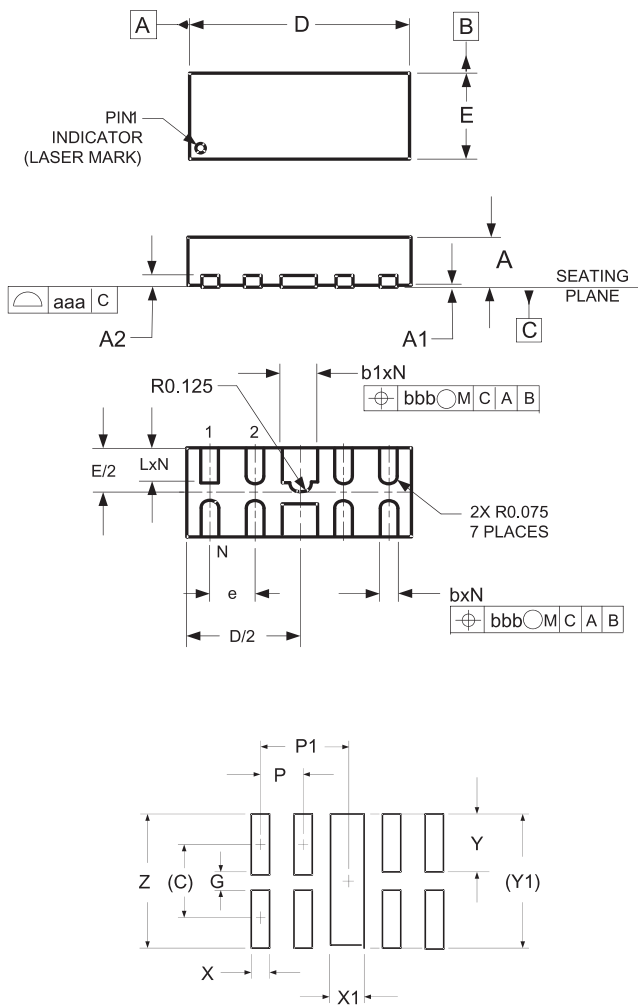 A
D
B
PIN1
INDICATOR
(LASER MARK)
E
A
SEATING
PLANE
aaa C
A2
A1
C
b1xN
R0.125
bbb M C A B
1 2
E/2
LxN
2X R0.075
7 PLACES
N
e
bxN
bbb M C A B
D/2
P1
P
Y
Z (C) G (Y1)
X
X1